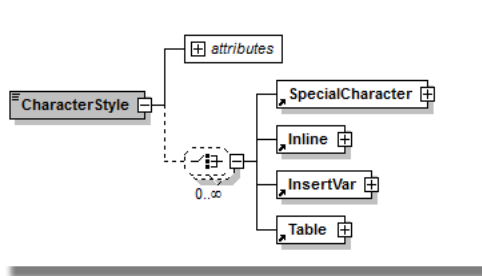 attributes
CharacterStyle
SpecialCharacter
Inline
InsertVar
0..∞
Table